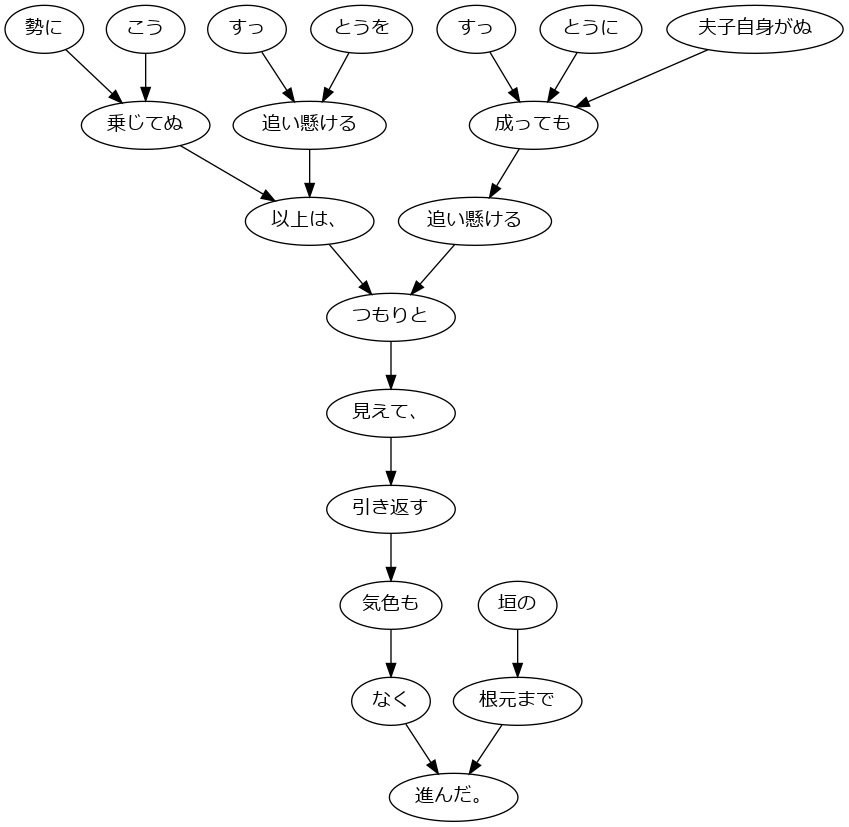 勢に
こう
すっ
とうを
すっ
とうに
夫子自身がぬ
乗じてぬ
追い懸ける
成っても
以上は、
追い懸ける
つもりと
見えて、
引き返す
気色も
垣の
なく
根元まで
進んだ。